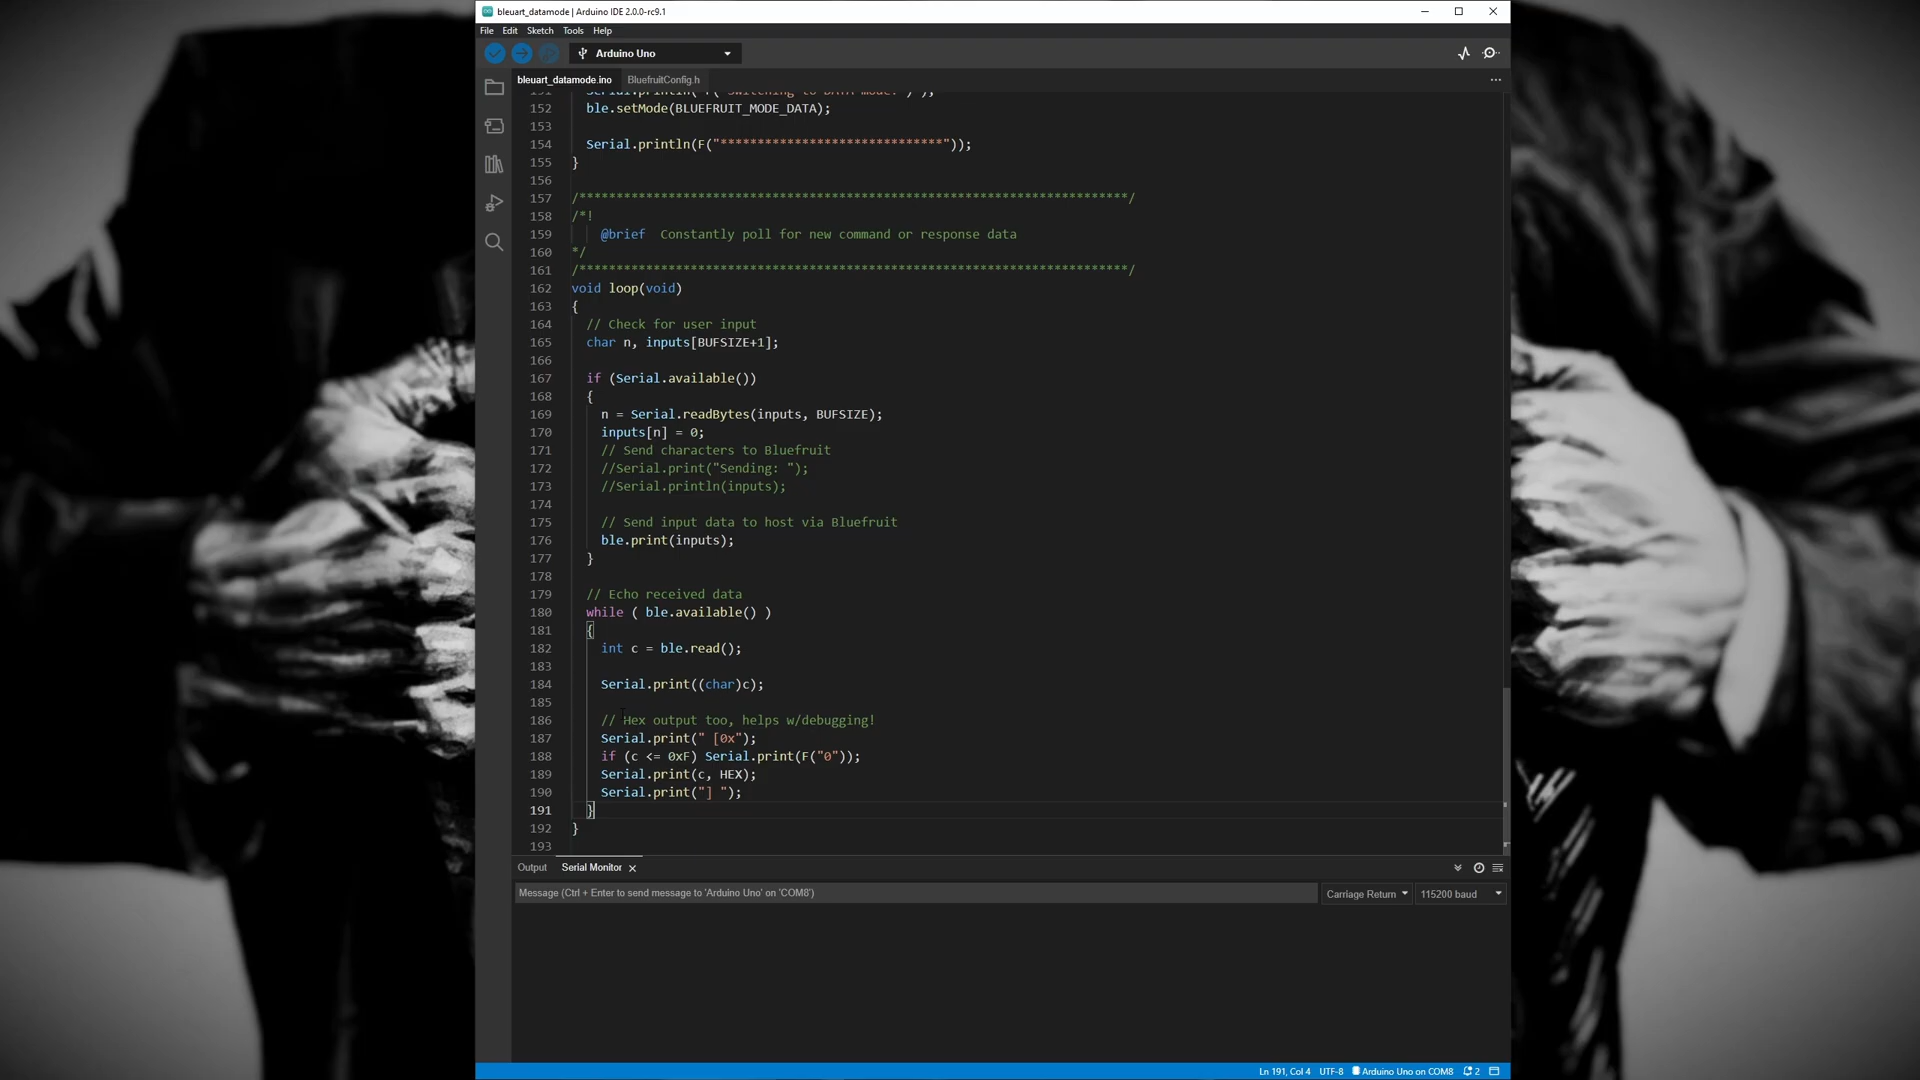 bleuart_datamode | Arduino IDE 2.0.0-rc9.1
File Edit Sketch Tools Help
Arduino Uno
bleuart_datamode.ino BluefruitConfig.h
151 Serial.println( F("Switching to DATA mode!") );
152 ble.setMode(BLUEFRUIT_MODE_DATA);
153
154 Serial.println(F("******************************"));
155 }
156
157 /**************************************************************************/
158 /*!
159 @brief Constantly poll for new command or response data
160 */
161 /**************************************************************************/
162 void loop(void)
163 {
164 // Check for user input
165 char n, inputs[BUFSIZE+1];
166
167 if (Serial.available())
168 {
169 n = Serial.readBytes(inputs, BUFSIZE);
170 inputs[n] = 0;
171 // Send characters to Bluefruit
172 //Serial.print("Sending: ");
173 //Serial.println(inputs);
174
175 // Send input data to host via Bluefruit
176 ble.print(inputs);
177 }
178
179 // Echo received data
180 while ( ble.available() )
181 {
182 int c = ble.read();
183
184 Serial.print((char)c);
185
186 // Hex output too, helps w/debugging!
187 Serial.print(" [0x");
188 if (c <= 0xF) Serial.print(F("0"));
189 Serial.print(c, HEX);
190 Serial.print("] ");
191 }
192 }
193
Output Serial Monitor
Message (Ctrl + Enter to send message to 'Arduino Uno' on 'COM8') Carriage Return 115200 baud
Ln 191, Col 4 UTF-8 Arduino Uno on COM8 2